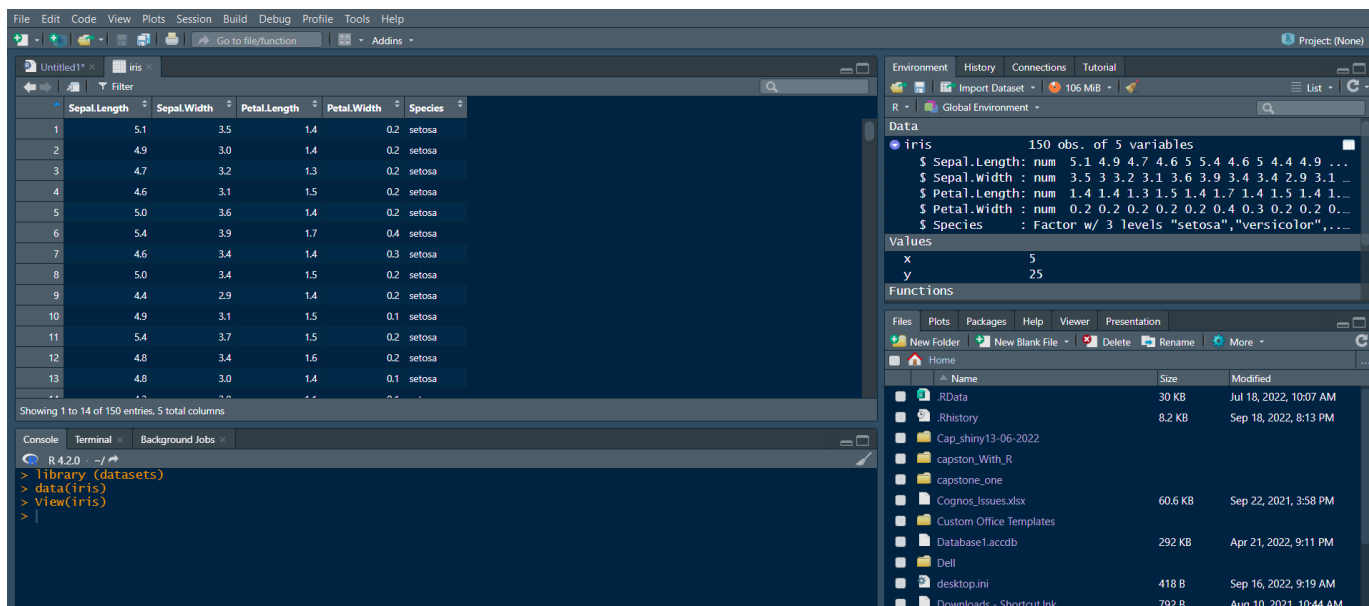 File Edit Code View Plots Session Build Debug Profile Tools Help
Go to file/function Addins Project: (None)
Untitled1* iris
Filter
Sepal.Length Sepal.Width Petal.Length Petal.Width Species
1 5.1 3.5 1.4 0.2 setosa
2 4.9 3.0 1.4 0.2 setosa
3 4.7 3.2 1.3 0.2 setosa
4 4.6 3.1 1.5 0.2 setosa
5 5.0 3.6 1.4 0.2 setosa
6 5.4 3.9 1.7 0.4 setosa
7 4.6 3.4 1.4 0.3 setosa
8 5.0 3.4 1.5 0.2 setosa
9 4.4 2.9 1.4 0.2 setosa
10 4.9 3.1 1.5 0.1 setosa
11 5.4 3.7 1.5 0.2 setosa
12 4.8 3.4 1.6 0.2 setosa
13 4.8 3.0 1.4 0.1 setosa
Showing 1 to 14 of 150 entries, 5 total columns
Console Terminal Background Jobs
R 4.2.0 · ~/
> library (datasets)
> data(iris)
> View(iris)
>
Environment History Connections Tutorial
Import Dataset 106 MiB List
R Global Environment
Data
iris 150 obs. of 5 variables
$ Sepal.Length: num 5.1 4.9 4.7 4.6 5 5.4 4.6 5 4.4 4.9 ...
$ Sepal.Width : num 3.5 3 3.2 3.1 3.6 3.9 3.4 3.4 2.9 3.1 …
$ Petal.Length: num 1.4 1.4 1.3 1.5 1.4 1.7 1.4 1.5 1.4 1.…
$ Petal.Width : num 0.2 0.2 0.2 0.2 0.2 0.4 0.3 0.2 0.2 0.…
$ Species : Factor w/ 3 levels "setosa","versicolor",..…
Values
x 5
y 25
Functions
Files Plots Packages Help Viewer Presentation
New Folder New Blank File Delete Rename More
Home
Name Size Modified
.RData 30 KB Jul 18, 2022, 10:07 AM
.Rhistory 8.2 KB Sep 18, 2022, 8:13 PM
Cap_shiny13-06-2022
capston_With_R
capstone_one
Cognos_Issues.xlsx 60.6 KB Sep 22, 2021, 3:58 PM
Custom Office Templates
Database1.accdb 292 KB Apr 21, 2022, 9:11 PM
Dell
desktop.ini 418 B Sep 16, 2022, 9:19 AM
Downloads - Shortcut.lnk 792 B Aug 10, 2021, 10:44 AM